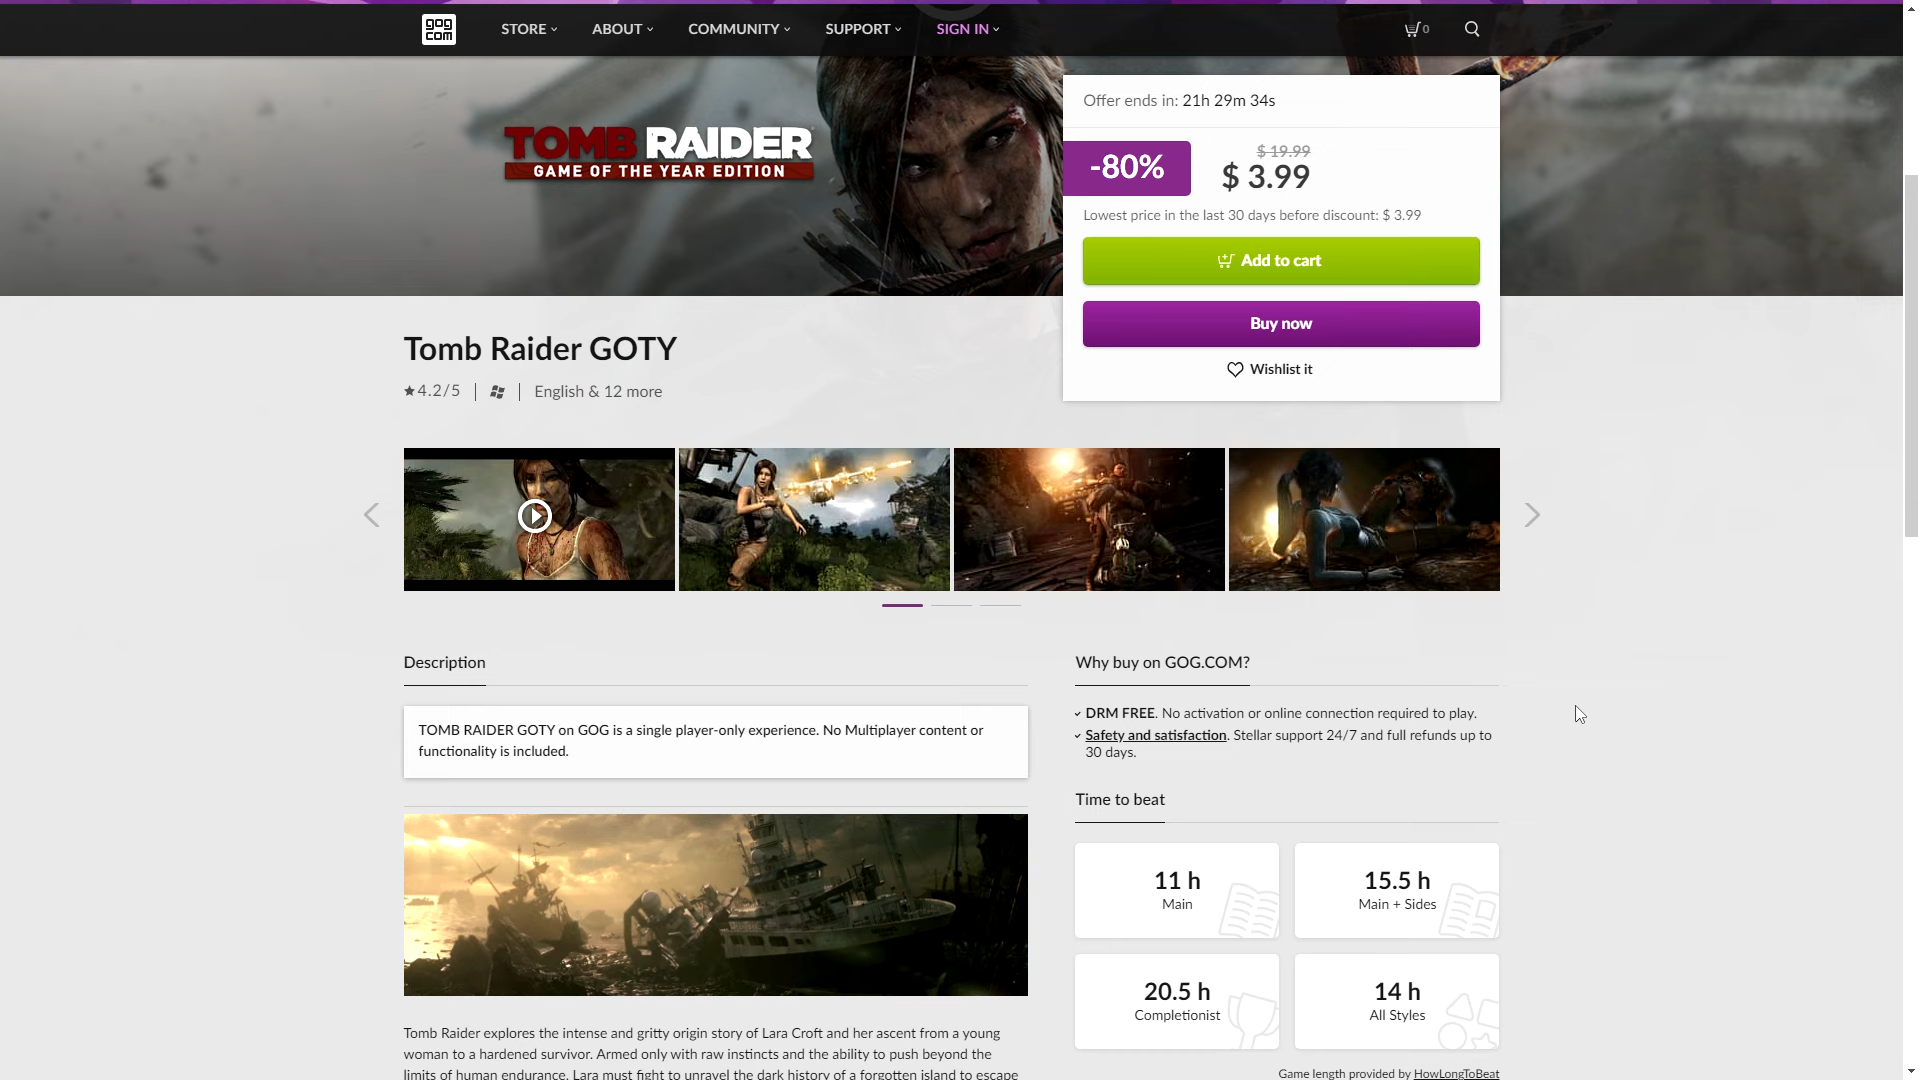 gog
com
STORE
ABOUT
COMMUNITY
SUPPORT
SIGN IN
0
TOMB RAIDER
GAME OF THE YEAR EDITION
Offer ends in: 21h 29m 34s
-80%
$ 19.99
$ 3.99
Lowest price in the last 30 days before discount: $ 3.99
Add to cart
Buy now
Wishlist it
Tomb Raider GOTY
4.2/5
English & 12 more
Description
TOMB RAIDER GOTY on GOG is a single player-only experience. No Multiplayer content or
functionality is included.
Tomb Raider explores the intense and gritty origin story of Lara Croft and her ascent from a young
woman to a hardened survivor. Armed only with raw instincts and the ability to push beyond the
limits of human endurance, Lara must fight to unravel the dark history of a forgotten island to escape
Why buy on GOG.COM?
DRM FREE. No activation or online connection required to play.
Safety and satisfaction. Stellar support 24/7 and full refunds up to
30 days.
Time to beat
11 h
Main
15.5 h
Main + Sides
20.5 h
Completionist
14 h
All Styles
Game length provided by HowLongToBeat